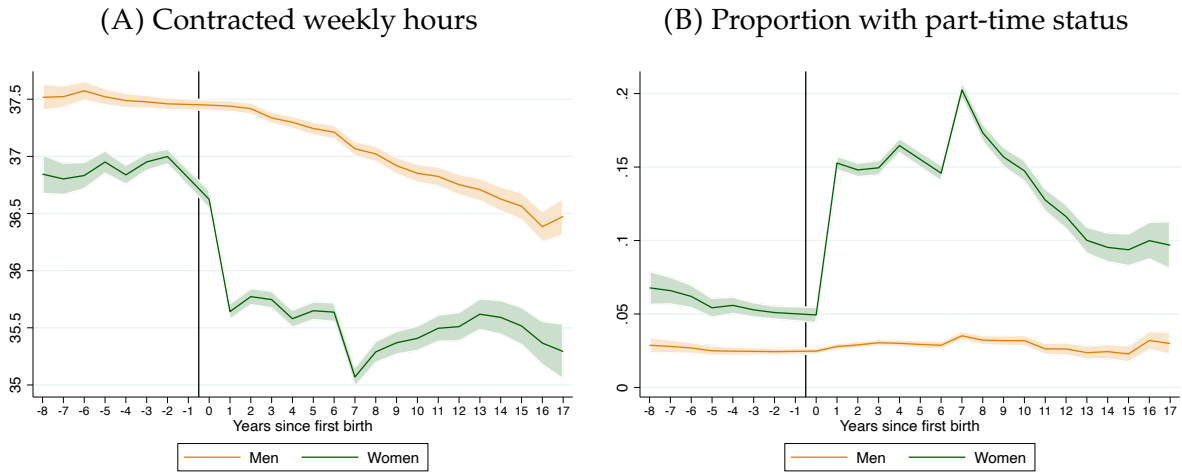 (A) Contracted weekly hours
37.5
37
36.5
36
35.5
35
-8 -7 -6 -5 -4 -3 -2 -1 0 1 2 3 4 5 6 7 8 9 10 11 12 13 14 15 16 17
Years since first birth
Men Women
(B) Proportion with part-time status
.2
.15
.1
.05
0
-8 -7 -6 -5 -4 -3 -2 -1 0 1 2 3 4 5 6 7 8 9 10 11 12 13 14 15 16 17
Years since first birth
Men Women